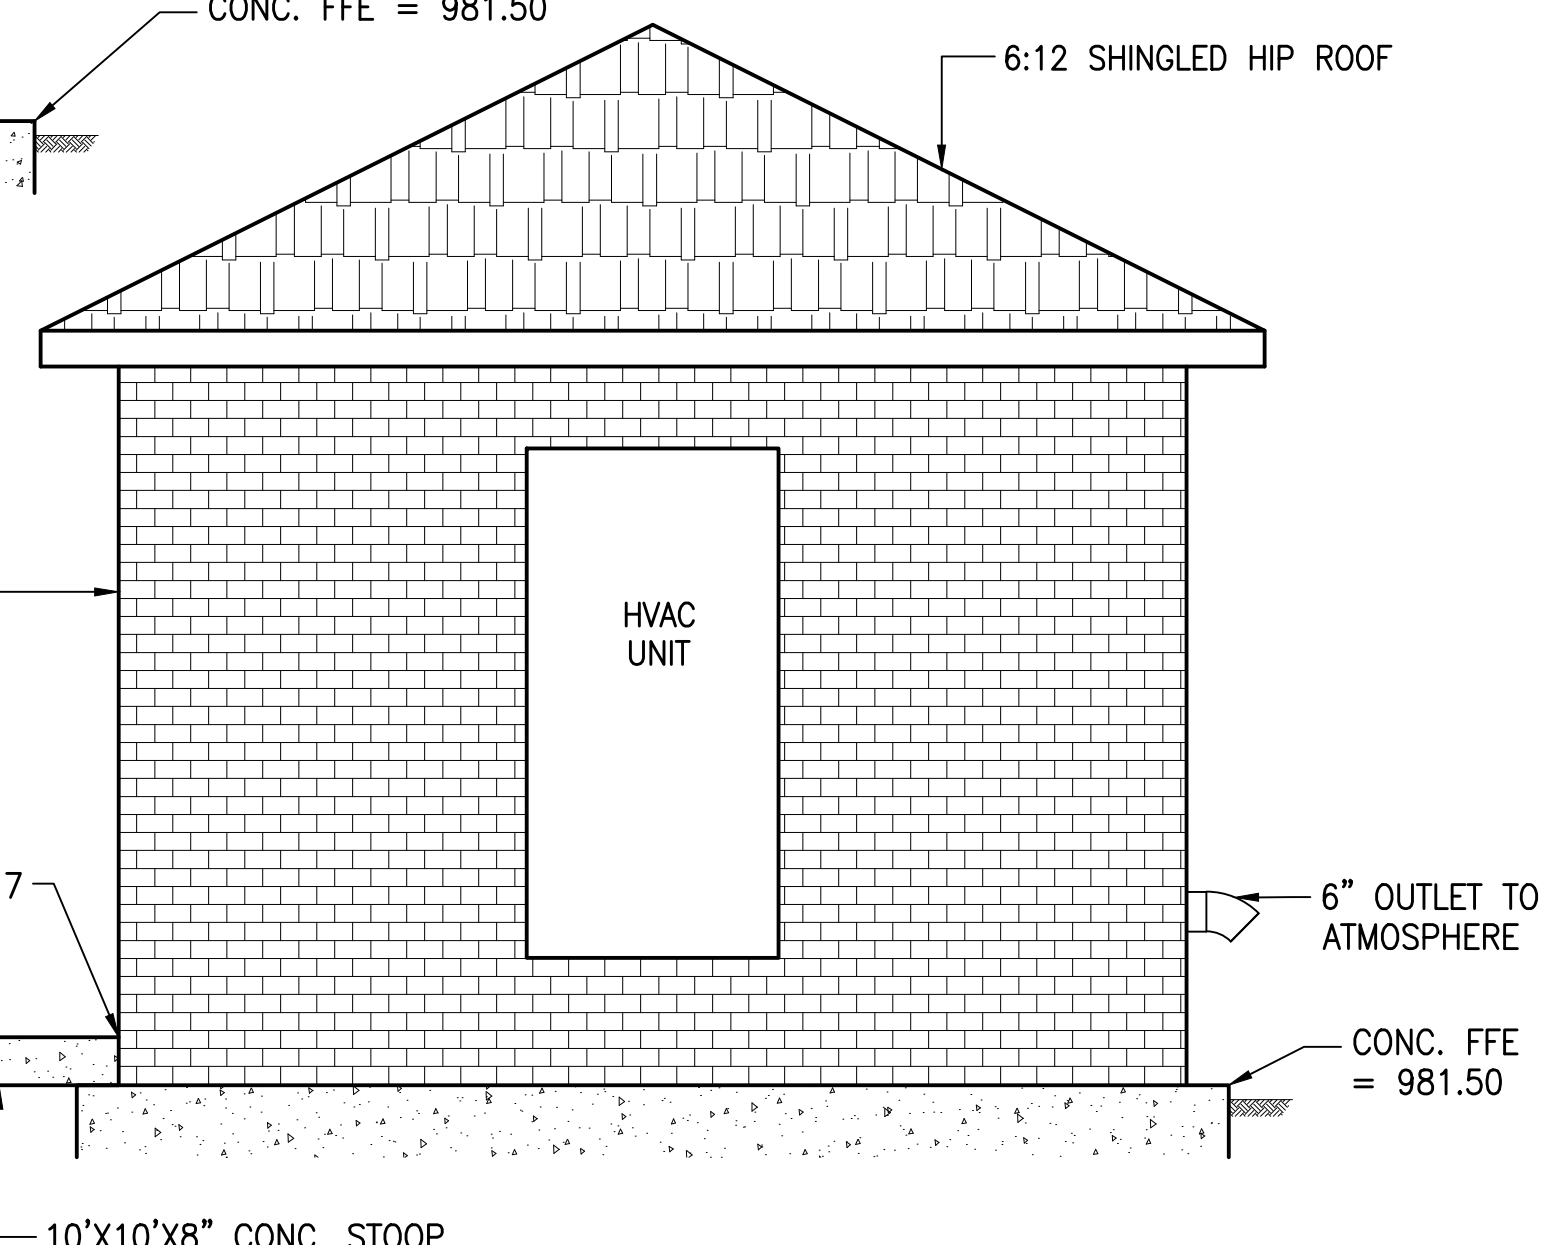 CONC. FFE = 981.50
6:12 SHINGLED HIP ROOF
HVAC
UNIT
7
6” OUTLET TO
ATMOSPHERE
CONC. FFE
= 981.50
10’X10’X8” CONC. STOOP